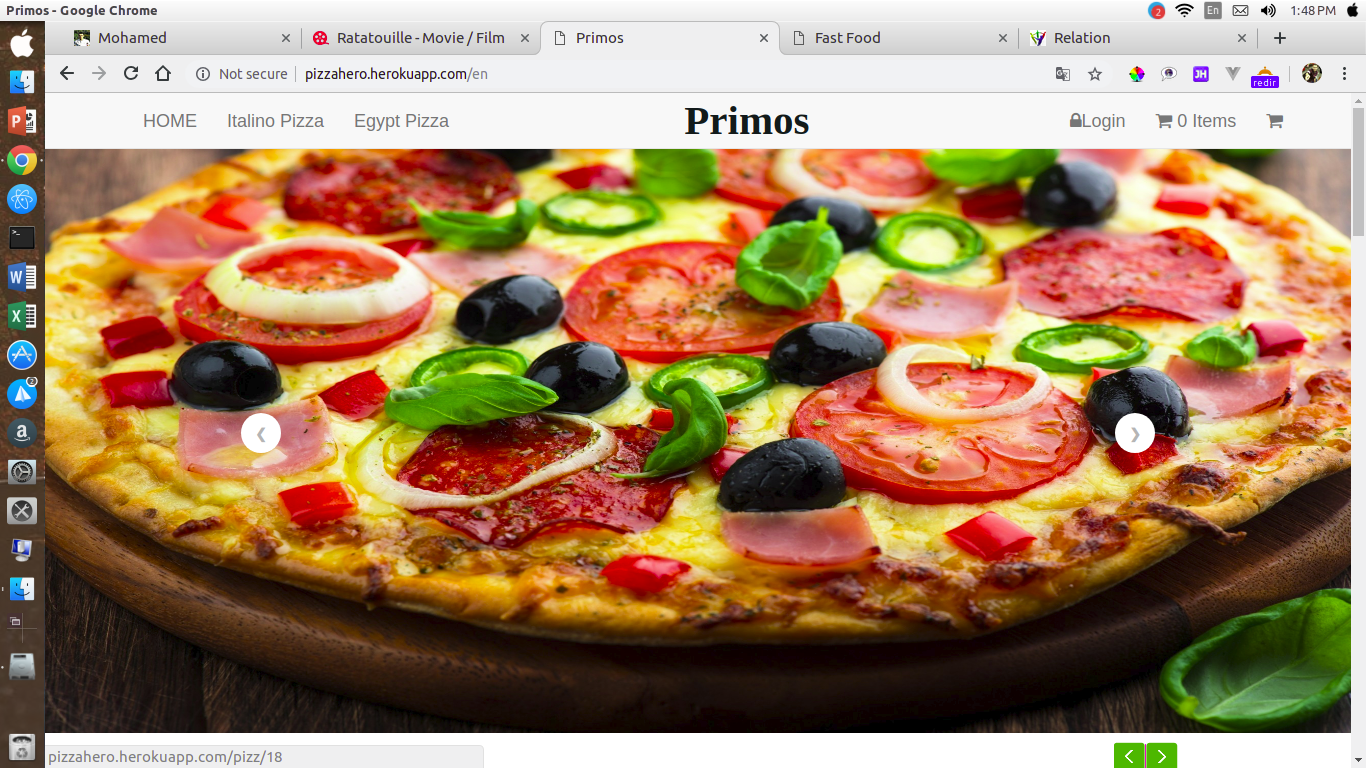 Primos - Google Chrome
2
En
1:48 PM
Mohamed
Ratatouille - Movie / Film
Primos
Fast Food
Relation
Not secure
pizzahero.herokuapp.com/en
JH
redir
HOME
Italino Pizza
Egypt Pizza
Primos
Login
0 Items
P
W
X
2
a
pizzahero.herokuapp.com/pizz/18